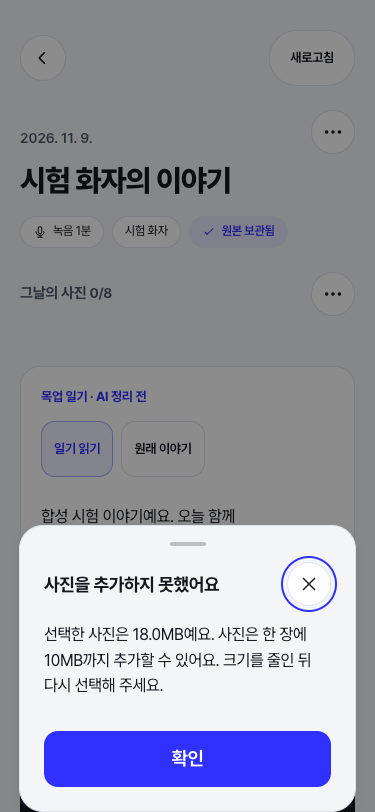 새로고침
2026. 11. 9.
시험 화자의 이야기
녹음 1분
시험 화자
원본 보관됨
그날의 사진 0/8
목업 일기 · AI 정리 전
일기 읽기
원래 이야기
합성 시험 이야기예요. 오늘 함께
사진을 추가하지 못했어요
선택한 사진은 18.0MB예요. 사진은 한 장에
10MB까지 추가할 수 있어요. 크기를 줄인 뒤
다시 선택해 주세요.
확인